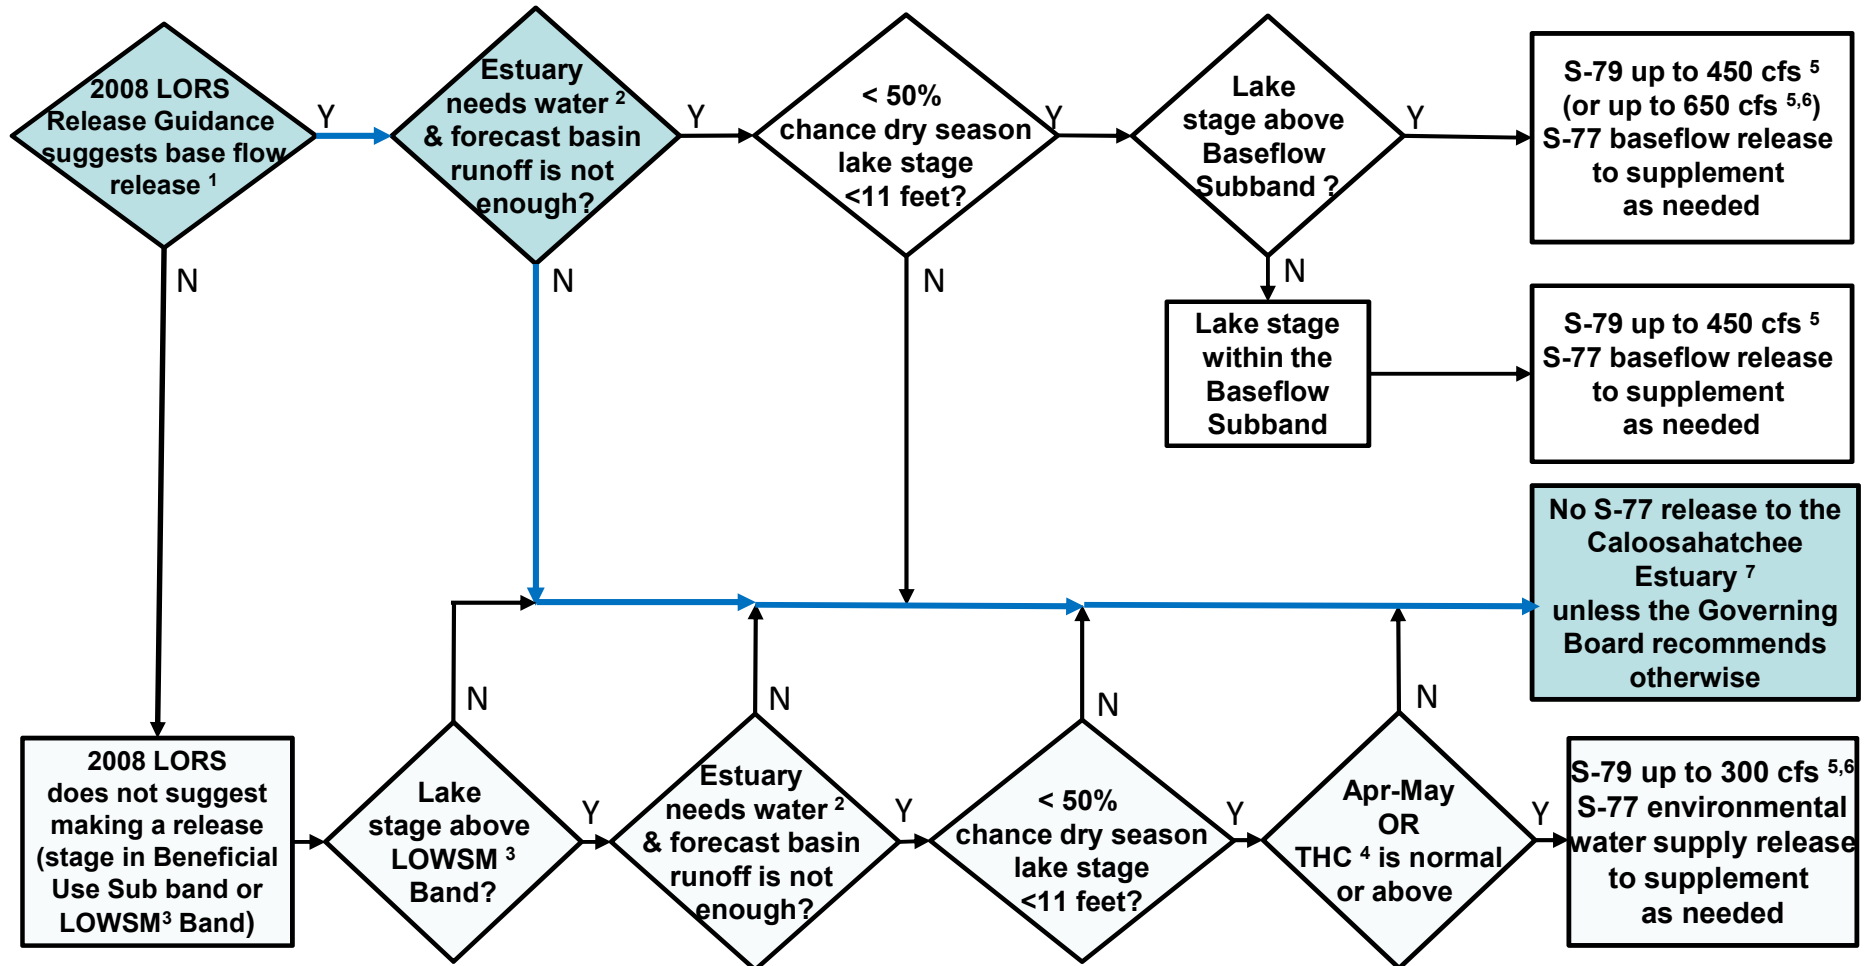 2008 LORS
Release Guidance
suggests base flow
release 1
Y
N
Estuary
needs water 2
& forecast basin
runoff is not
enough?
Y
N
< 50%
chance dry season
lake stage
<11 feet?
Y
N
Lake
stage above
Baseflow
Subband ?
Y
N
S-79 up to 450 cfs 5
(or up to 650 cfs 5,6)
S-77 baseflow release
to supplement
as needed
Lake stage
within the
Baseflow
Subband
S-79 up to 450 cfs 5
S-77 baseflow release
to supplement
as needed
No S-77 release to the
Caloosahatchee
Estuary 7
unless the Governing
Board recommends
otherwise
2008 LORS
does not suggest
making a release
(stage in Beneficial
Use Sub band or
LOWSM3 Band)
N
Lake
stage above
LOWSM 3
Band?
Y
N
Estuary
needs water 2
& forecast basin
runoff is not
enough?
Y
N
< 50%
chance dry season
lake stage
<11 feet?
Y
N
Apr-May
OR
THC 4 is normal
or above
Y
S-79 up to 300 cfs 5,6
S-77 environmental
water supply release
to supplement
as needed